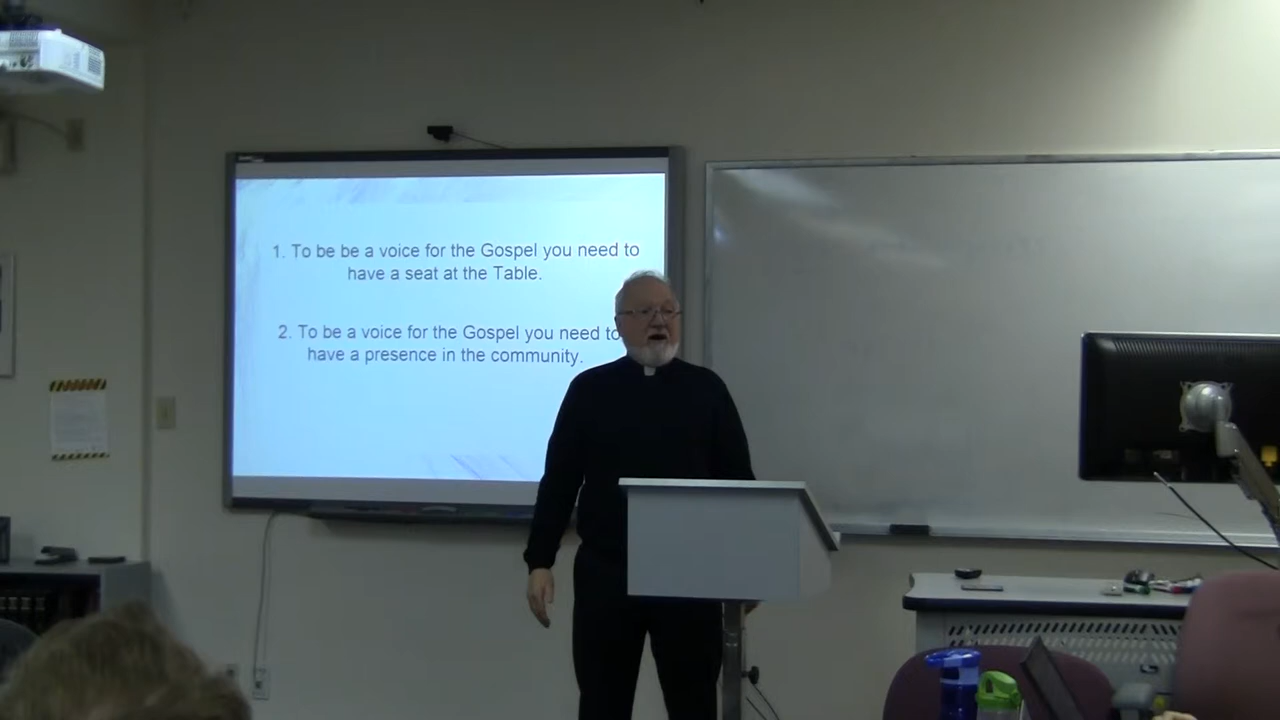 1. To be be a voice for the Gospel you need to
have a seat at the Table.
2. To be a voice for the Gospel you need to
have a presence in the community.